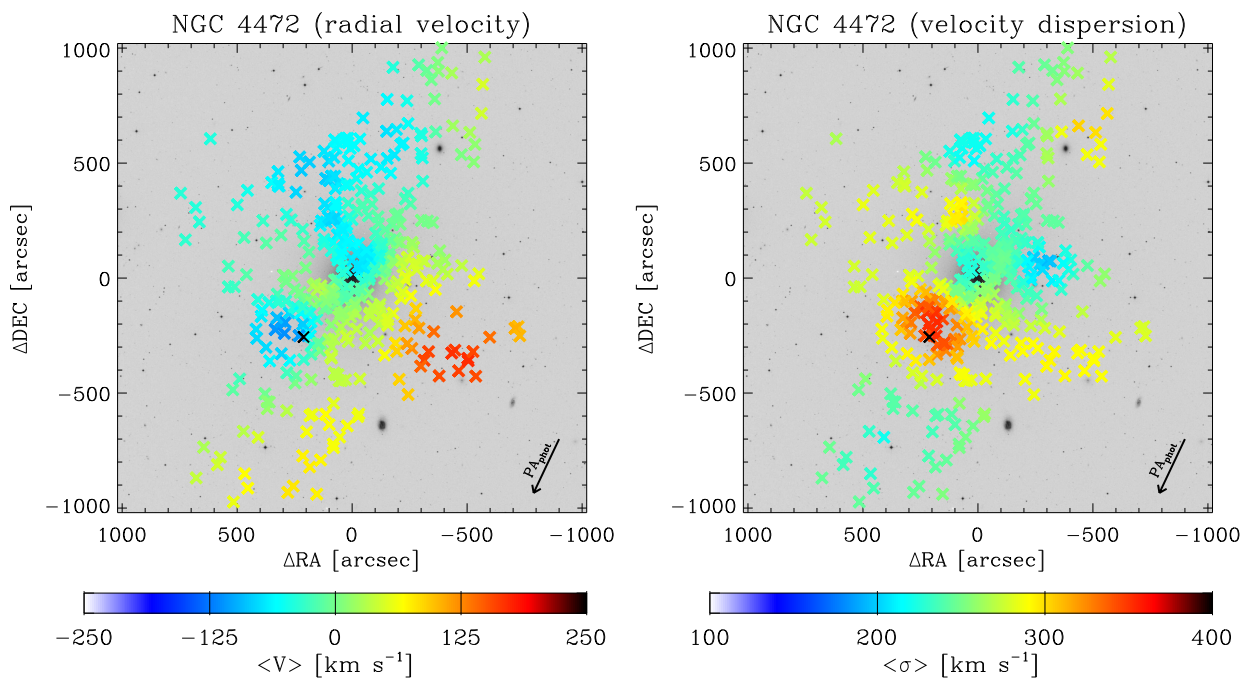 NGC 4472 (radial velocity)
1000
500
0
−500
−1000
ΔDEC [arcsec]
1000 500 0 −500 −1000
ΔRA [arcsec]
PAphot
−250 −125 0 125 250
<V> [km s⁻¹]
NGC 4472 (velocity dispersion)
1000
500
0
−500
−1000
ΔDEC [arcsec]
1000 500 0 −500 −1000
ΔRA [arcsec]
PAphot
100 200 300 400
<σ> [km s⁻¹]